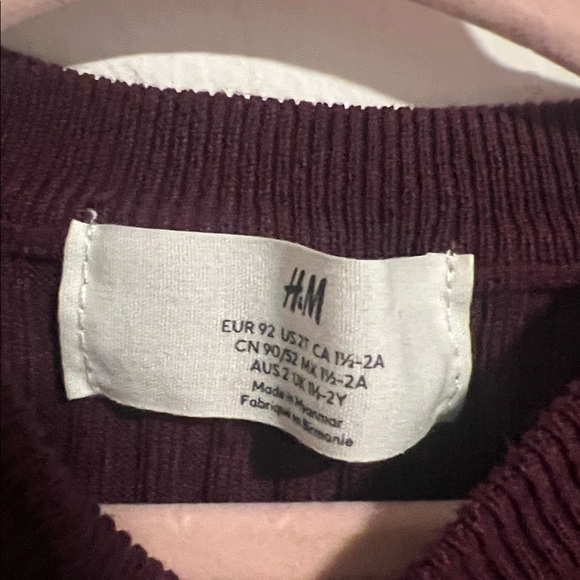 H&M
EUR 92 US 2T CA 1½-2A
CN 90/52 MX 1½-2A
AUS 2 UK 1½-2Y
Made in Myanmar
Fabriqué en Birmanie